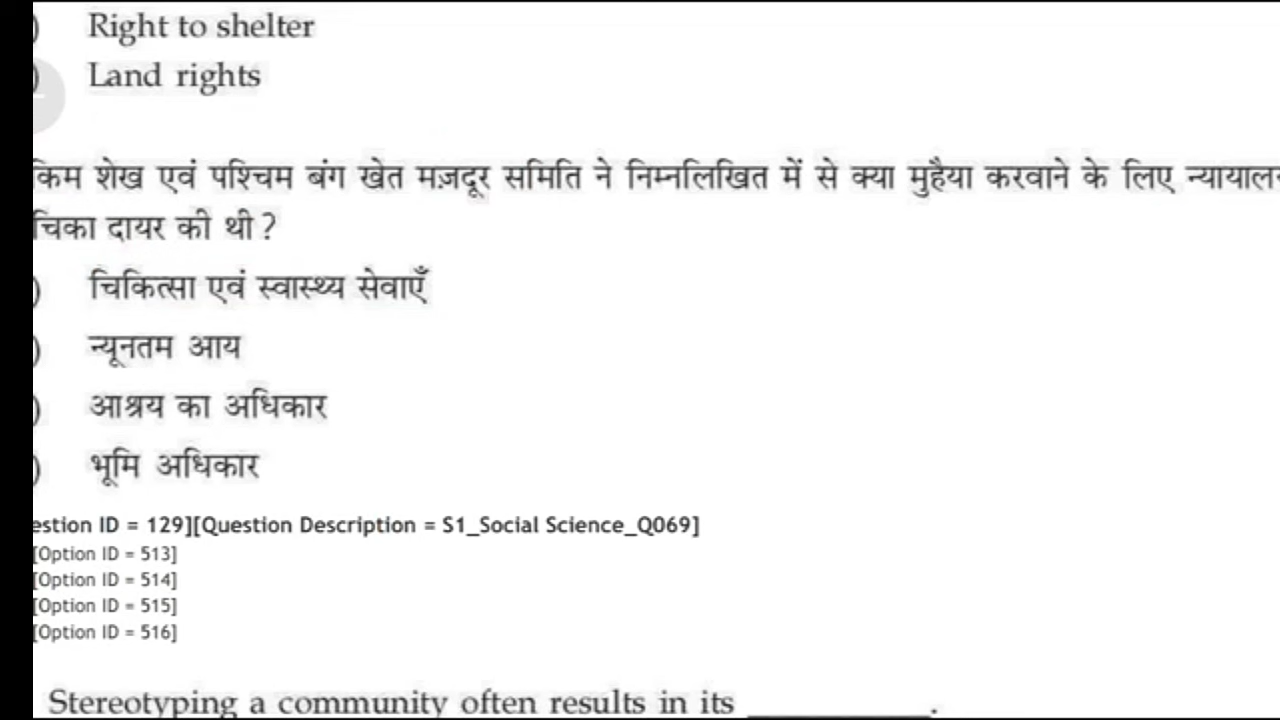 ) Right to shelter
) Land rights
किम शेख एवं पश्चिम बंग खेत मज़दूर समिति ने निम्नलिखित में से क्या मुहैया करवाने के लिए न्यायाल
चिका दायर की थी ?
) चिकित्सा एवं स्वास्थ्य सेवाएँ
) न्यूनतम आय
) आश्रय का अधिकार
) भूमि अधिकार
estion ID = 129][Question Description = S1_Social Science_Q069]
[Option ID = 513]
[Option ID = 514]
[Option ID = 515]
[Option ID = 516]
Stereotyping a community often results in its ___________.